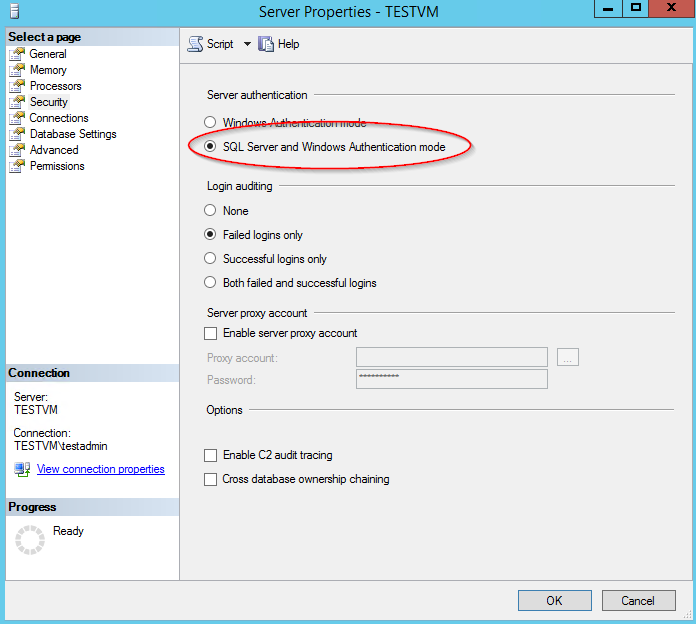 Server Properties - TESTVM
Select a page
General
Memory
Processors
Security
Connections
Database Settings
Advanced
Permissions
Connection
Server:
TESTVM
Connection:
TESTVM\testadmin
View connection properties
Progress
Ready
Script
Help
Server authentication
Windows Authentication mode
SQL Server and Windows Authentication mode
Login auditing
None
Failed logins only
Successful logins only
Both failed and successful logins
Server proxy account
Enable server proxy account
Proxy account:
...
Password:
**********
Options
Enable C2 audit tracing
Cross database ownership chaining
OK
Cancel